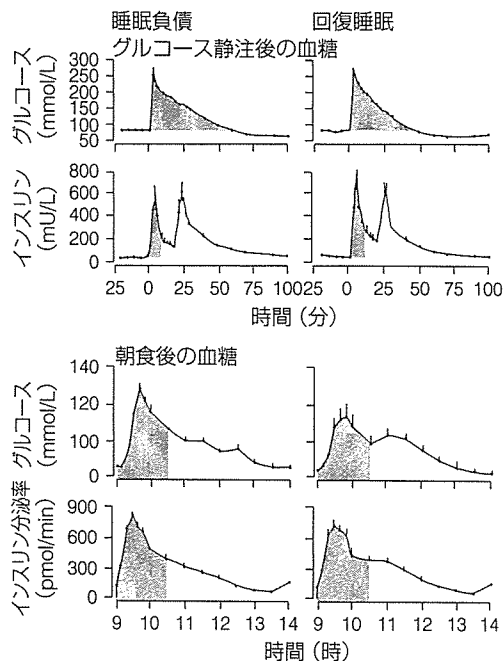 睡眠負債
回復睡眠
グルコース静注後の血糖
グルコース
(mmol/L)
300
250
200
150
100
50
インスリン
(mU/L)
800
600
400
200
0
25 0 25 50 75 100
25 0 25 50 75 100
時間 (分)
朝食後の血糖
グルコース
(mmol/L)
140
120
100
0
インスリン分泌率
(pmol/min)
900
600
300
0
9 10 11 12 13 14
9 10 11 12 13 14
時間 (時)